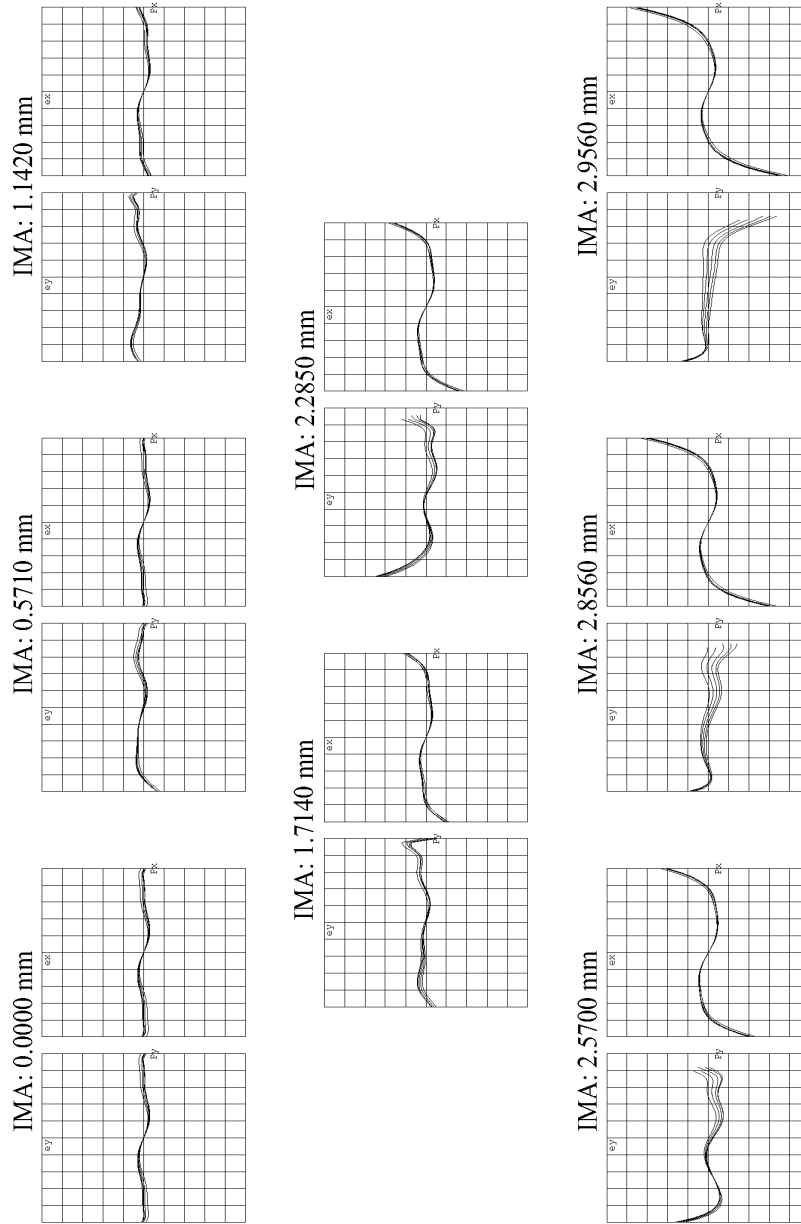 IMA: 0.0000 mm
ey
Py
ex
Px
IMA: 0.5710 mm
ey
Py
ex
Px
IMA: 1.1420 mm
ey
Py
ex
Px
IMA: 1.7140 mm
ey
Py
ex
Px
IMA: 2.2850 mm
ey
Py
ex
Px
IMA: 2.5700 mm
ey
Py
ex
Px
IMA: 2.8560 mm
ey
Py
ex
Px
IMA: 2.9560 mm
ey
Py
ex
Px